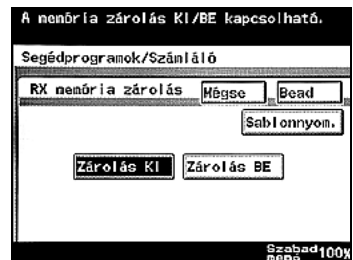 A memória zárolás KI/BE kapcsolható.
Segédprogramok/Számláló
RX memória zárolás Mégse Bead
Sablonnyom.
Zárolás KI Zárolás BE
Szabad 100%
memó